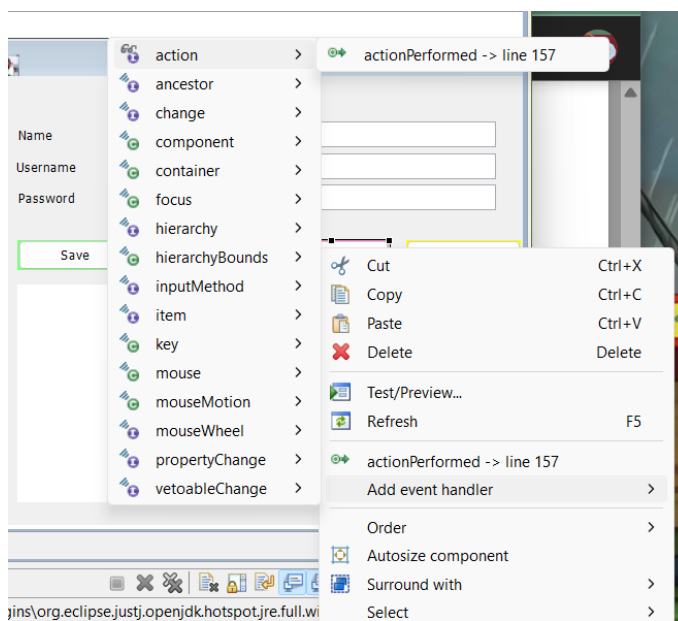 action
actionPerformed -> line 157
ancestor
change
component
container
focus
hierarchy
hierarchyBounds
inputMethod
item
key
mouse
mouseMotion
mouseWheel
propertyChange
vetoableChange
Name
Username
Password
Save
Cut Ctrl+X
Copy Ctrl+C
Paste Ctrl+V
Delete Delete
Test/Preview...
Refresh F5
actionPerformed -> line 157
Add event handler
Order
Autosize component
Surround with
Select
gins\org.eclipse.justj.openjdk.hotspot.jre.full.wi